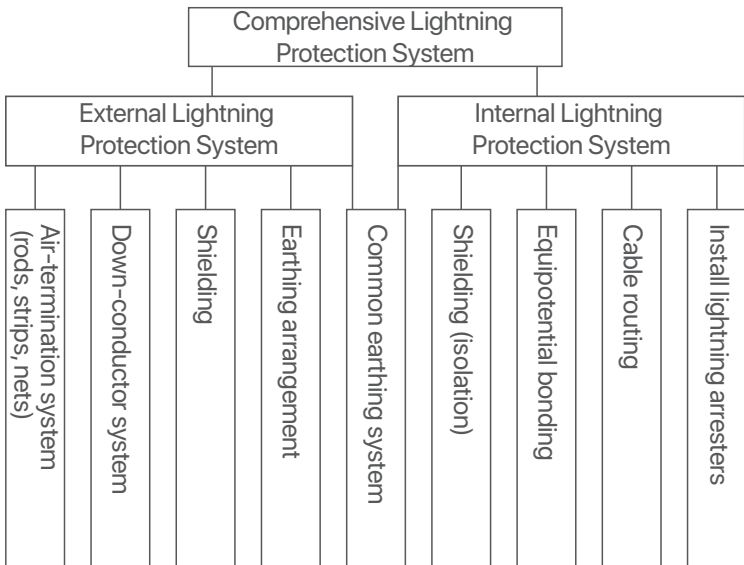 Comprehensive Lightning
Protection System
External Lightning
Protection System
Internal Lightning
Protection System
Air-termination system
(rods, strips, nets)
Down-conductor system
Shielding
Earthing arrangement
Common earthing system
Shielding (isolation)
Equipotential bonding
Cable routing
Install lightning arresters